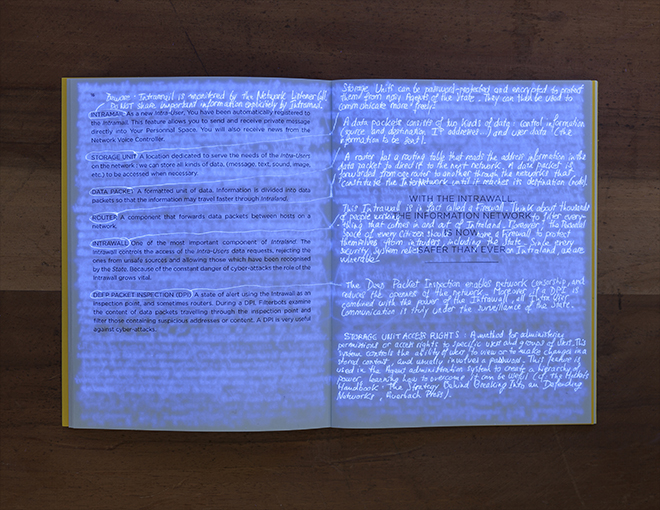 Beware: Intramail is monitored by the Network Listener Cell.
Do NOT share important information explicitely by Intramail.
INTRAMAIL As a new Intra-User, You have been automatically registered to
the Intramail. This feature allows you to send and receive private message
directly into Your Personnal Space. You will also receive news from the
Network Voice Controller.
STORAGE UNIT A location dedicated to serve the needs of the Intra-Users
on the network : we can store all kinds of data, (message, text, sound, image,
etc.) to be accessed when necessary.
DATA PACKET A formatted unit of data. Information is divided into data
packets so that the information may travel faster through Intraland.
ROUTER A component that forwards data packets between hosts on a
network.
INTRAWALL One of the most important component of Intraland. The
Intrawall controls the access of the Intra-Users data requests, rejecting the
ones from unsafe sources and allowing those which have been recognised
by the State. Because of the constant danger of cyber-attacks the role of the
Intrawall grows vital.
DEEP PACKET INSPECTION (DPI) A state of alert using the Intrawall as an
inspection point, and sometimes routers. During a DPI, Filterbots examine
the content of data packets travelling through the inspection point and
filter those containing suspicious addresses or content. A DPI is very useful
against cyber-attacks.
Storage Units can be password-protected and encrypted to protect
them from nosy Agents of the State. They can then be used to
communicate more freely.
A data packets consists of two kinds of data: control information
(source and destination IP addresses...) and user data (the
information to be sent).
A router has a routing table that reads the address information in the
data packet to direct it to the next network. A data packet is
forwarded from one router to another through the networks that
constitute the Internetwork until it reaches its destination (node).
WITH THE INTRAWALL,
THE INFORMATION NETWORK
IS NOW
SAFER THAN EVER
This Intrawall is in fact called a Firewall. Think about thousands
of people working to filter every-
thing that comes in and out of Intraland. Moreover, the Personal
Space of every Citizen should have a Firewall to protect
themselves from intruders, including the State. Since every
security system rests on Intraland, we are
vulnerable.
The Deep Packet Inspection enables network censorship, and
reduces the openness of the network. Moreover, if a DPI is
combined with the power of the Intrawall, all Intra-User
Communication is study under the surveillance of the State.
STORAGE UNIT ACCESS RIGHTS: A method for administering
permissions or access rights to specific users and groups of users. This
system controls the ability of user to view or to make changes in a
stored content, and usually involves a password. This feature is
used in the Agents administration system to create a hierarchy of
power, learning how to overcome it can be useful (cf. The Hacker's
Handbook: The Strategy Behind Breaking Into and Defending
Networks, Auerbach Press).